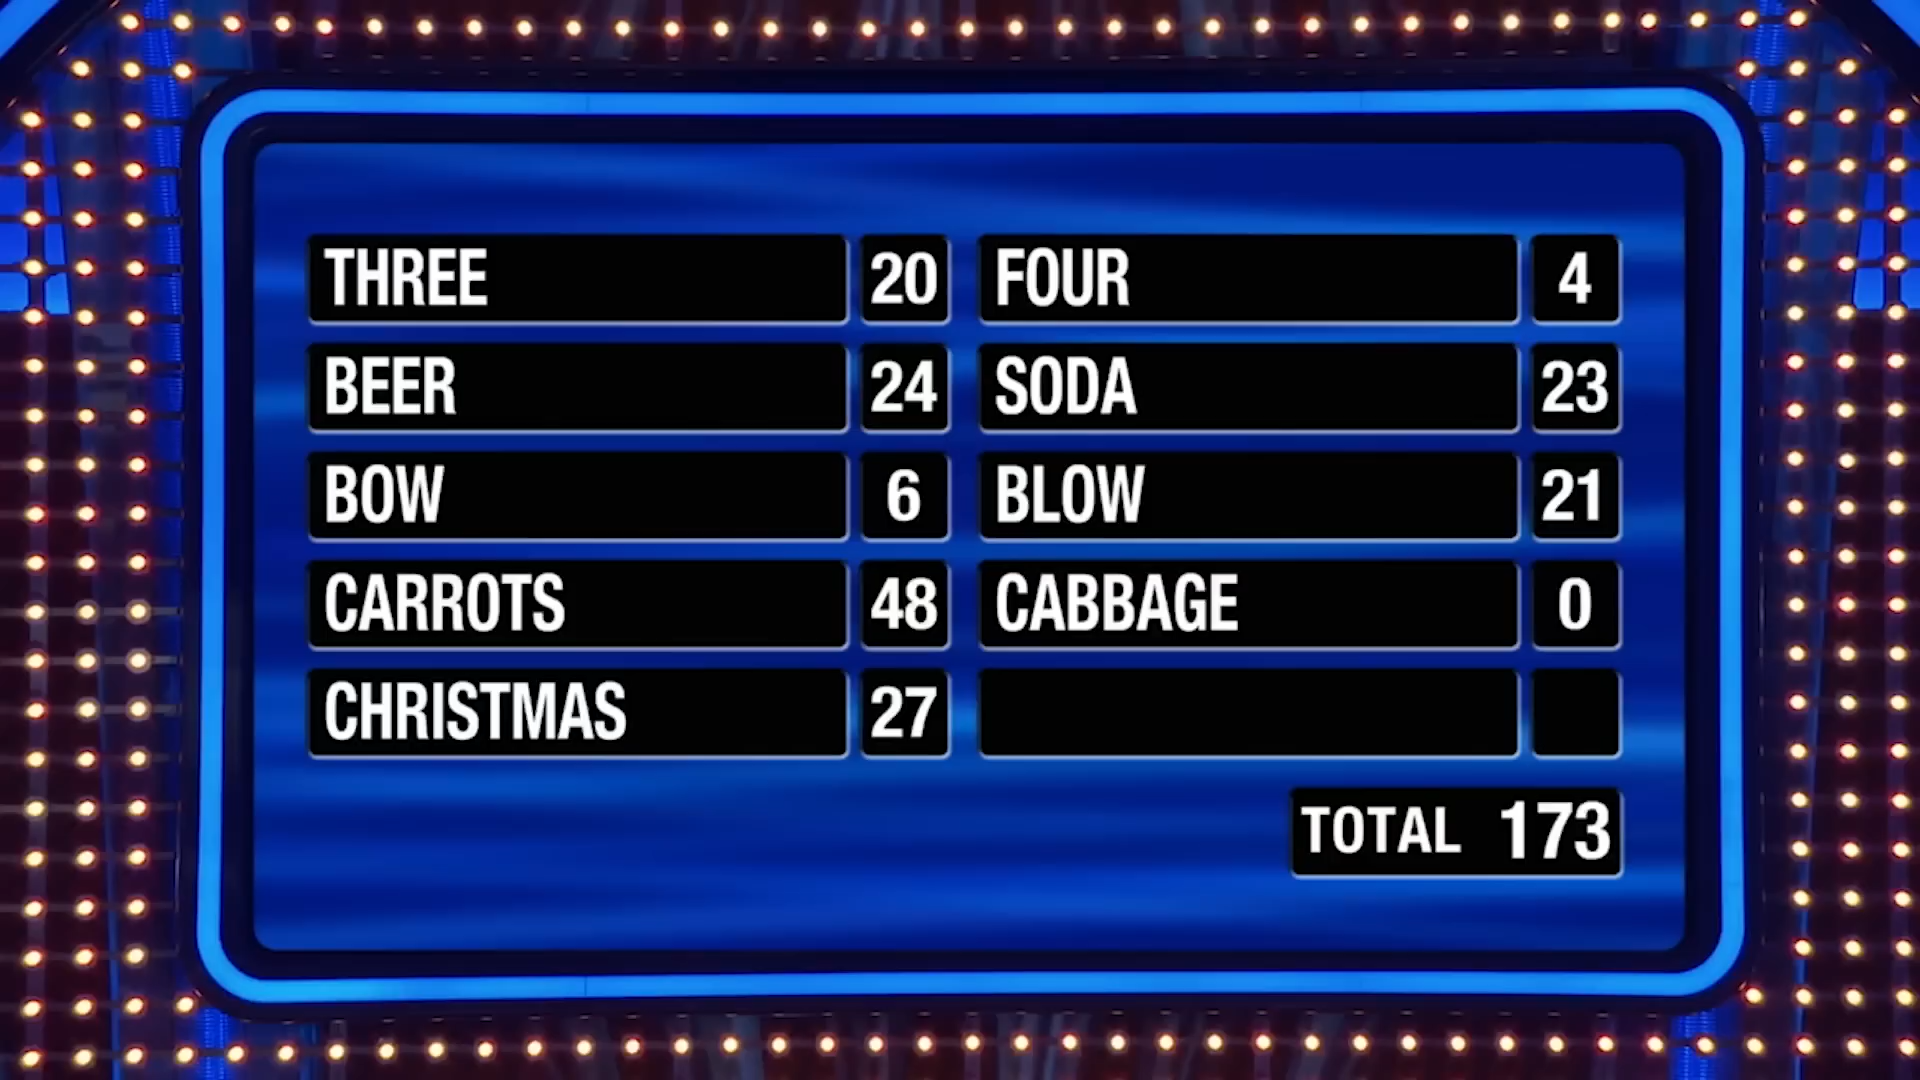 THREE 20 FOUR 4
BEER 24 SODA 23
BOW 6 BLOW 21
CARROTS 48 CABBAGE 0
CHRISTMAS 27
TOTAL 173